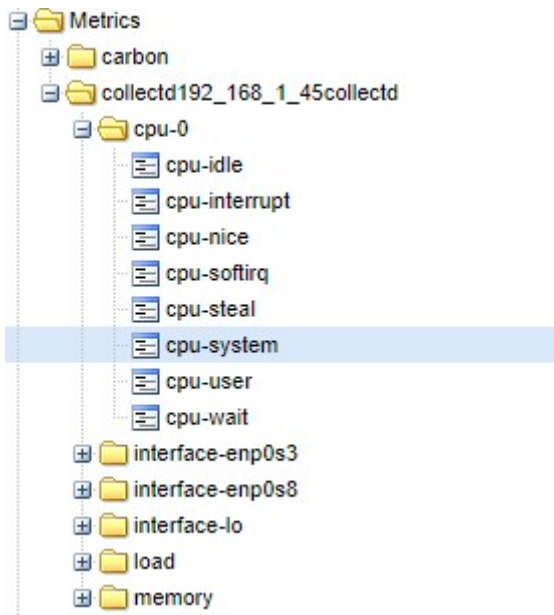 Metrics
carbon
collectd192_168_1_45collectd
cpu-0
cpu-idle
cpu-interrupt
cpu-nice
cpu-softirq
cpu-steal
cpu-system
cpu-user
cpu-wait
interface-enp0s3
interface-enp0s8
interface-lo
load
memory